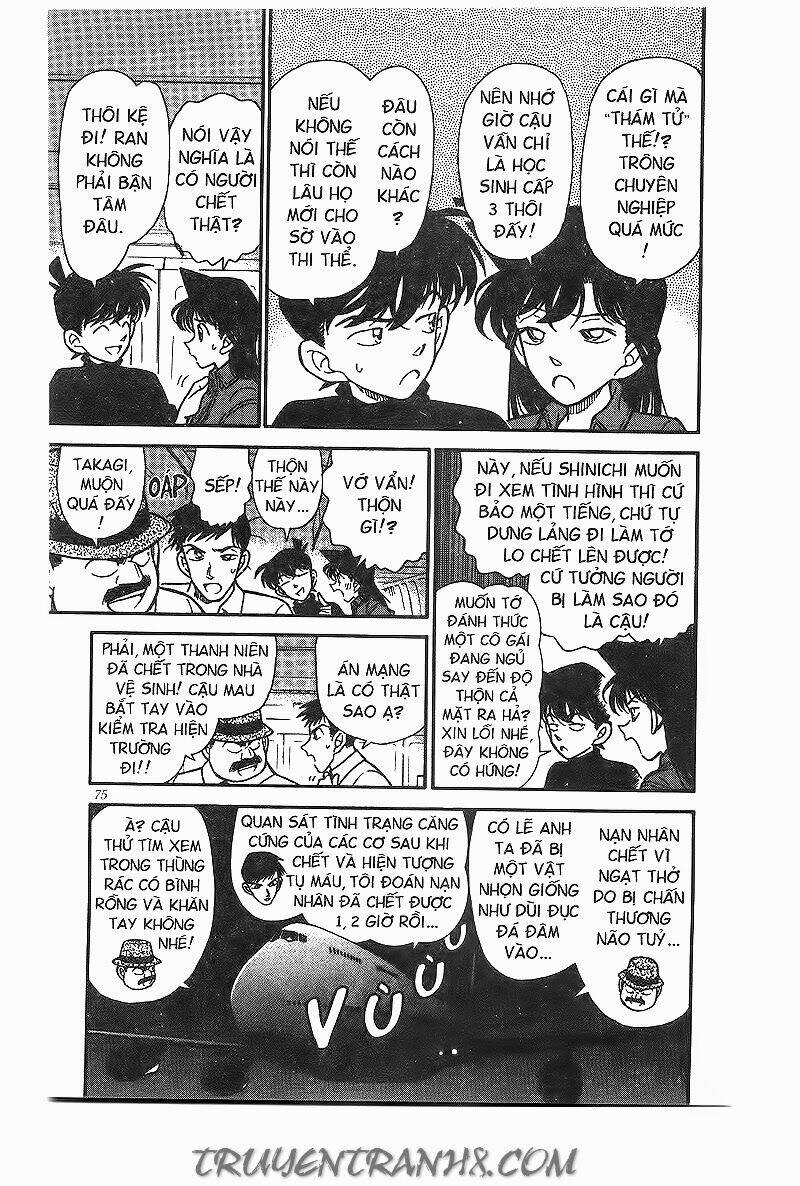 CÁI GÌ MÀ
"THÁM TỬ"
THẾ!?
TRÔNG
CHUYÊN
NGHIỆP
QUÁ MỨC
!
NÊN NHỚ
GIỜ CẬU
VẪN CHỈ
LÀ HỌC
SINH CẤP
3 THÔI
ĐẤY!
ĐÂU
CÒN
CÁCH
NÀO
KHÁC
?
NẾU
KHÔNG
NÓI THẾ
THÌ CÒN
LÂU HỌ
MỚI CHO
SỜ VÀO
THI THỂ.
NÓI VẬY
NGHĨA LÀ
CÓ NGƯỜI
CHẾT
THẬT?
THÔI KỆ
ĐI! RAN
KHÔNG
PHẢI BẬN
TÂM
ĐÂU.
NÀY, NẾU SHINICHI MUỐN
ĐI XEM TÌNH HÌNH THÌ CỨ
BẢO MỘT TIẾNG, CHỨ TỰ
DƯNG LẢNG ĐI LÀM TỚ
LO CHẾT LÊN ĐƯỢC!
CỨ TƯỞNG NGƯỜI
BỊ LÀM SAO ĐÓ
LÀ CẬU!
MUỐN TỚ
ĐÁNH THỨC
MỘT CÔ GÁI
ĐANG NGỦ
SAY ĐẾN ĐỘ
THỘN CẢ
MẶT RA HẢ?
XIN LỖI NHÉ,
ĐÂY KHÔNG
CÓ HỨNG!
VỚ VẨN!
THỘN
GÌ!?
THỘN
THẾ NÀY
NÀY...
SẾP!
OÁP
TAKAGI,
MUỘN
QUÁ ĐẤY
!
ÁN MẠNG
LÀ CÓ THẬT
SAO Ạ?
PHẢI, MỘT THANH NIÊN
ĐÃ CHẾT TRONG NHÀ
VỆ SINH! CẬU MAU
BẮT TAY VÀO
KIỂM TRA HIỆN
TRƯỜNG
ĐI!!
75
NẠN NHÂN
CHẾT VÌ
NGẠT THỞ
DO BỊ CHẤN
THƯƠNG
NÃO TUỶ...
CÓ LẼ ANH
TA ĐÃ BỊ
MỘT VẬT
NHỌN GIỐNG
NHƯ DÙI ĐỤC
ĐÁ ĐÂM
VÀO...
QUAN SÁT TÌNH TRẠNG CĂNG
CỨNG CỦA CÁC CƠ SAU KHI
CHẾT VÀ HIỆN TƯỢNG
TỤ MÁU, TÔI ĐOÁN NẠN
NHÂN ĐÃ CHẾT ĐƯỢC
1, 2 GIỜ RỒI...
À? CẬU
THỬ TÌM XEM
TRONG THÙNG
RÁC CÓ BÌNH
RỖNG VÀ KHĂN
TAY KHÔNG
NHÉ!
VÙÙÙ
TRUYENTRANH8.COM